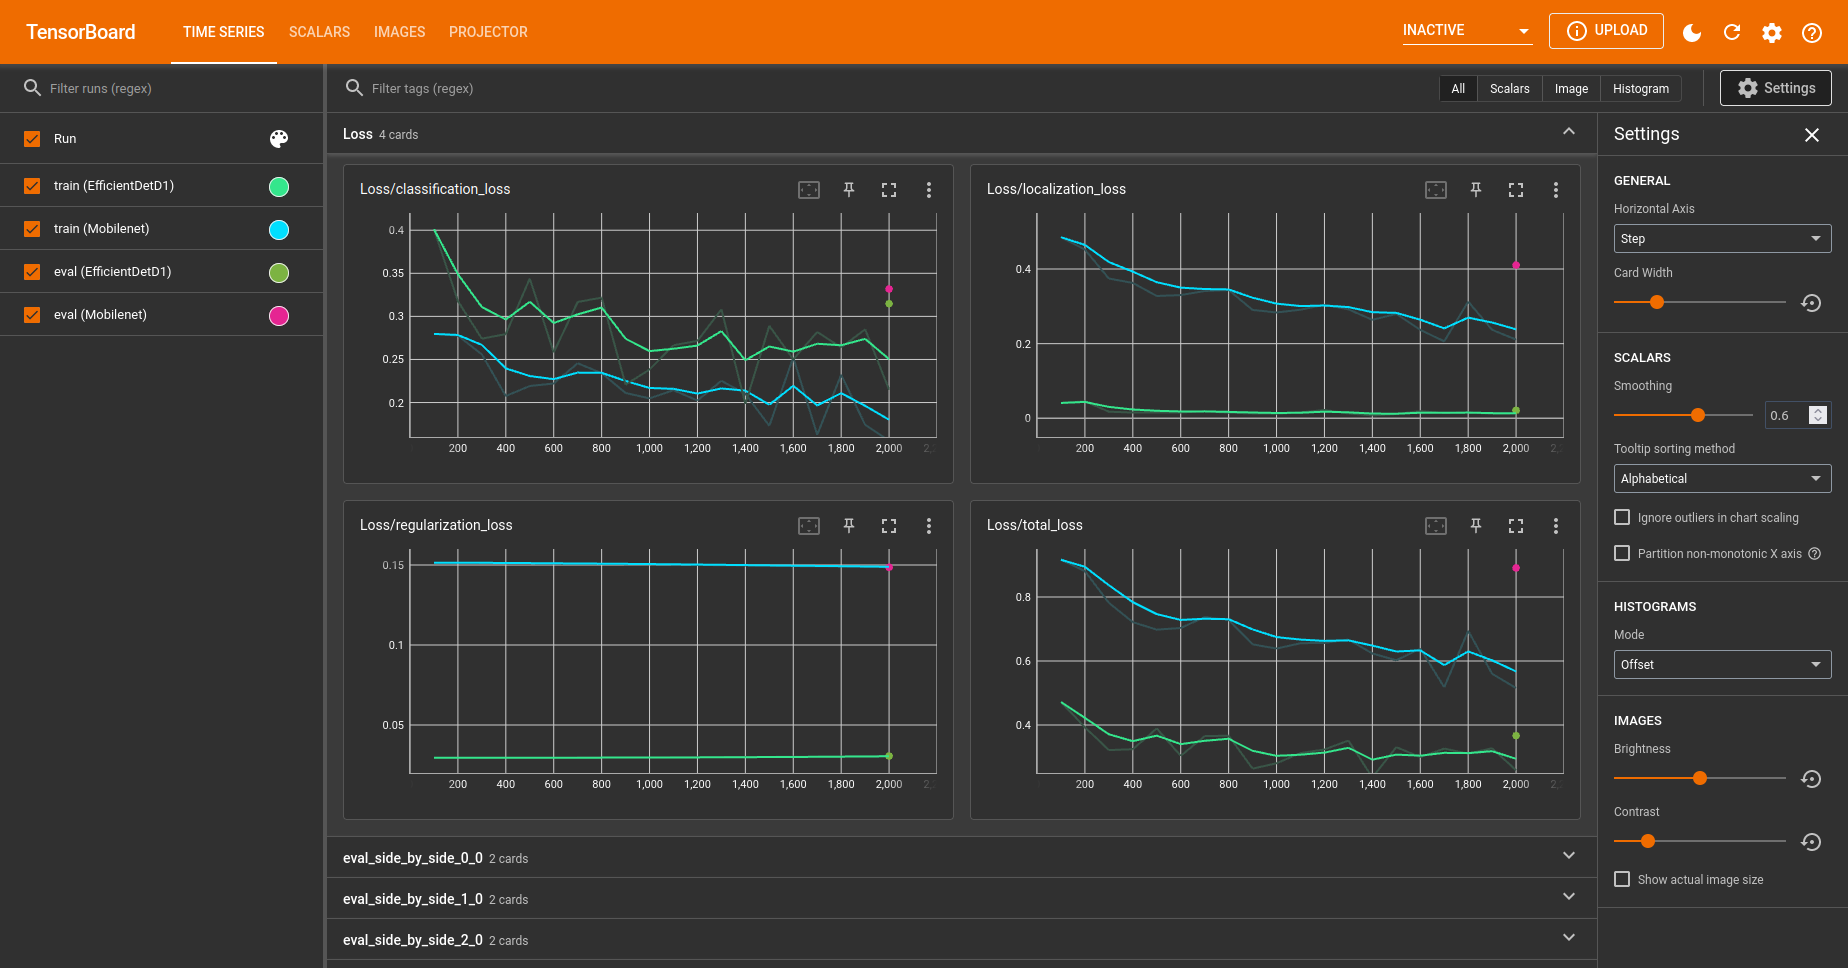 TensorBoard
TIME SERIES SCALARS IMAGES PROJECTOR
INACTIVE
UPLOAD
Filter runs (regex)
Run
train (EfficientDetD1)
train (Mobilenet)
eval (EfficientDetD1)
eval (Mobilenet)
Filter tags (regex)
All Scalars Image Histogram
Settings
Loss 4 cards
Loss/classification_loss
0.4
0.35
0.3
0.25
0.2
200 400 600 800 1,000 1,200 1,400 1,600 1,800 2,000 2,
Loss/localization_loss
0.4
0.2
0
200 400 600 800 1,000 1,200 1,400 1,600 1,800 2,000 2,
Loss/regularization_loss
0.15
0.1
0.05
200 400 600 800 1,000 1,200 1,400 1,600 1,800 2,000 2,
Loss/total_loss
0.8
0.6
0.4
200 400 600 800 1,000 1,200 1,400 1,600 1,800 2,000 2,
eval_side_by_side_0_0 2 cards
eval_side_by_side_1_0 2 cards
eval_side_by_side_2_0 2 cards
Settings
GENERAL
Horizontal Axis
Step
Card Width
SCALARS
Smoothing
0.6
Tooltip sorting method
Alphabetical
Ignore outliers in chart scaling
Partition non-monotonic X axis
HISTOGRAMS
Mode
Offset
IMAGES
Brightness
Contrast
Show actual image size